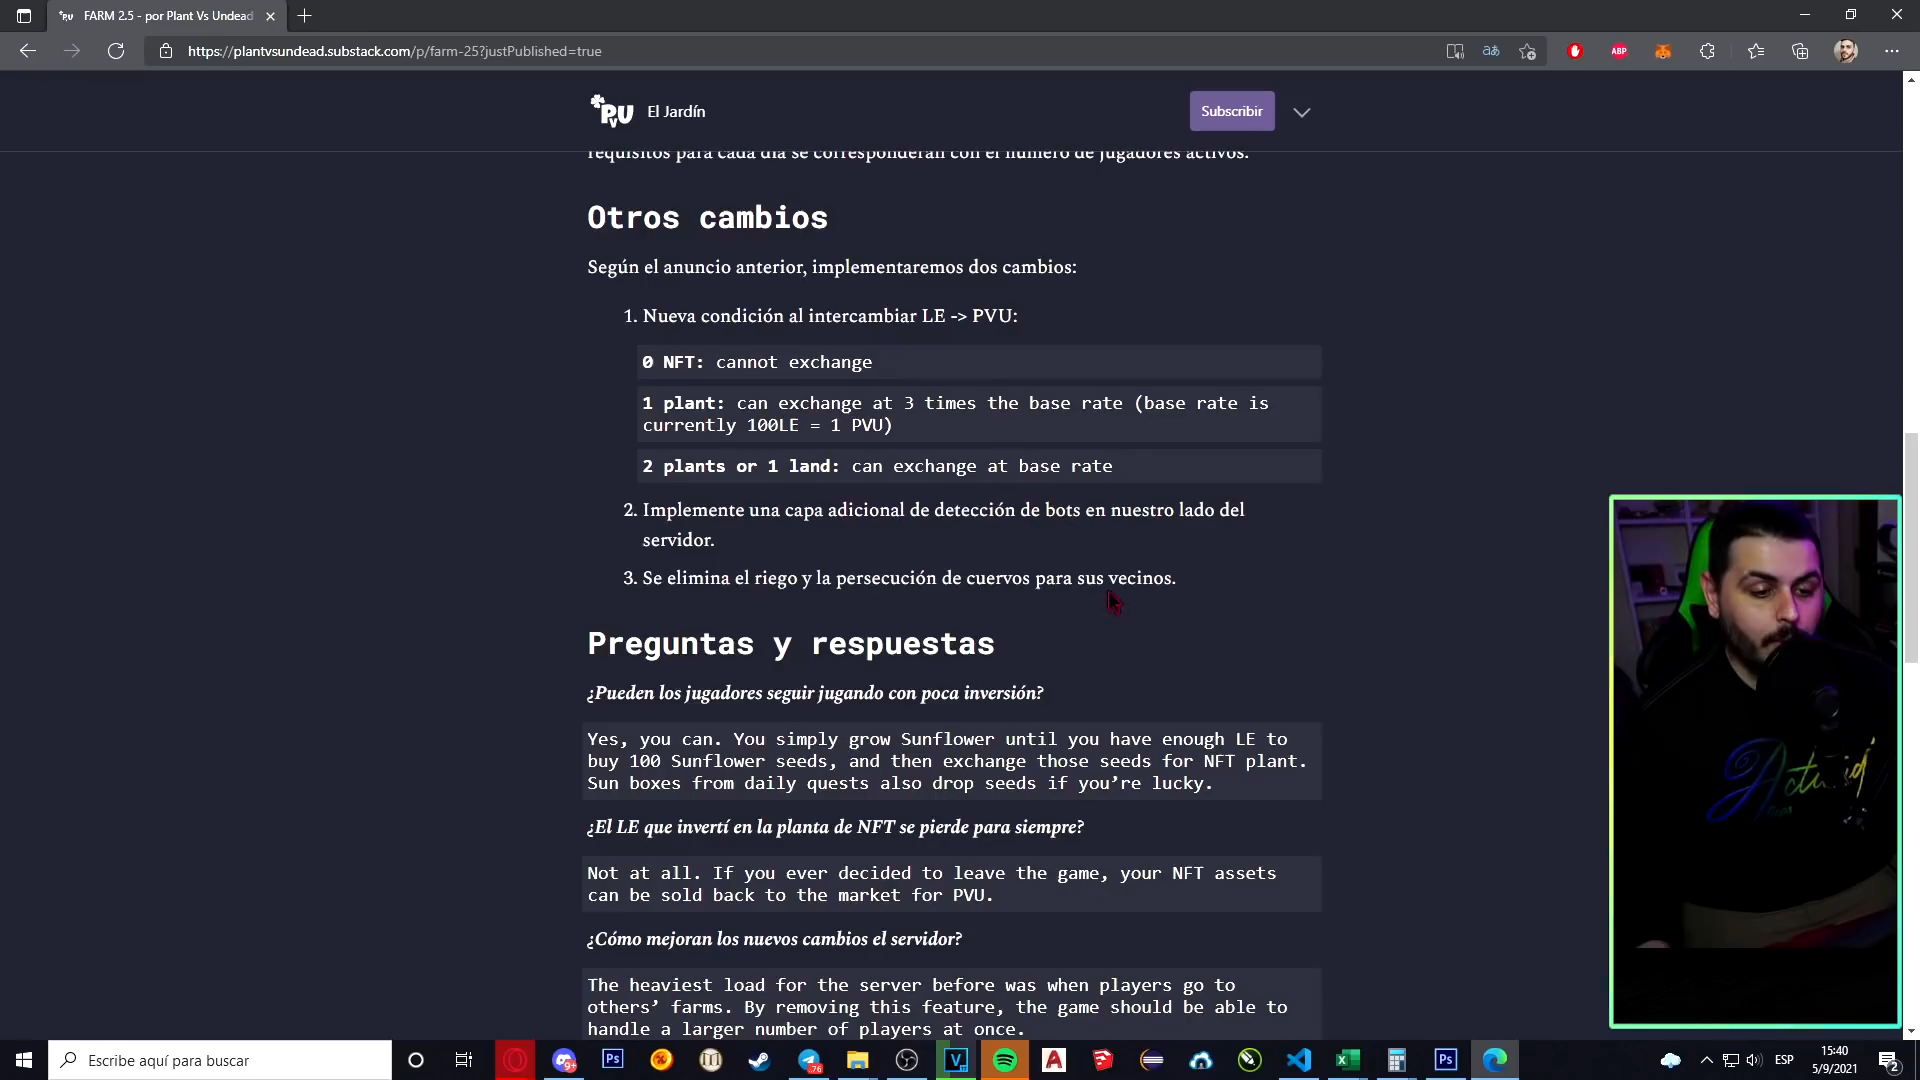 FARM 2.5 - por Plant Vs Undead
https://plantvsundead.substack.com/p/farm-25?justPublished=true
aあ
ABP
PVU
El Jardín
Subscribir
requisitos para cada día se corresponderán con el número de jugadores activos.
Otros cambios
Según el anuncio anterior, implementaremos dos cambios:
1. Nueva condición al intercambiar LE -> PVU:
0 NFT: cannot exchange
1 plant: can exchange at 3 times the base rate (base rate is
currently 100LE = 1 PVU)
2 plants or 1 land: can exchange at base rate
2. Implemente una capa adicional de detección de bots en nuestro lado del
servidor.
3. Se elimina el riego y la persecución de cuervos para sus vecinos.
Preguntas y respuestas
¿Pueden los jugadores seguir jugando con poca inversión?
Yes, you can. You simply grow Sunflower until you have enough LE to
buy 100 Sunflower seeds, and then exchange those seeds for NFT plant.
Sun boxes from daily quests also drop seeds if you’re lucky.
¿El LE que invertí en la planta de NFT se pierde para siempre?
Not at all. If you ever decided to leave the game, your NFT assets
can be sold back to the market for PVU.
¿Cómo mejoran los nuevos cambios el servidor?
The heaviest load for the server before was when players go to
others’ farms. By removing this feature, the game should be able to
handle a larger number of players at once.
Escribe aquí para buscar
9+
Ps
76
V
A
Ps
ESP
15:40
5/9/2021
2